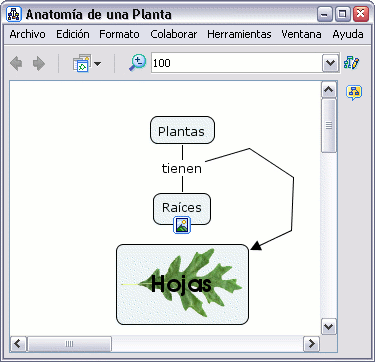 Anatomía de una Planta
Archivo Edición Formato Colaborar Herramientas Ventana Ayuda
100
Plantas
tienen
Raíces
Hojas